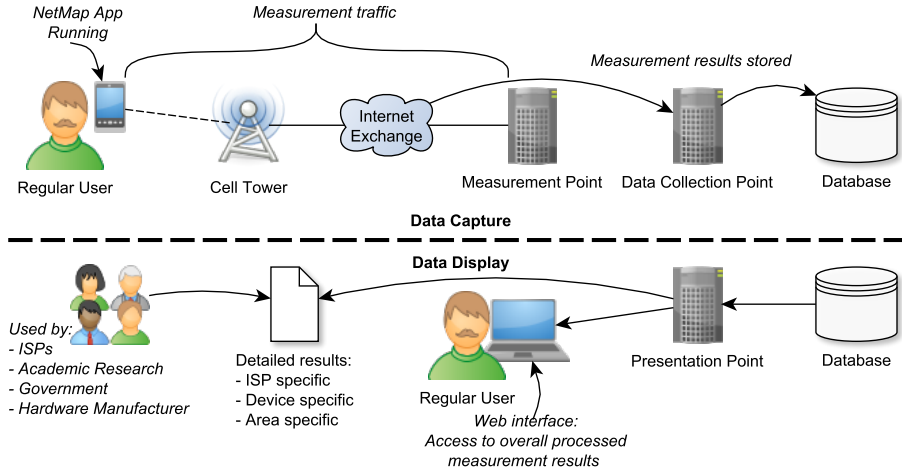 NetMap App
Running
Measurement traffic
Measurement results stored
Internet
Exchange
Regular User
Cell Tower
Measurement Point
Data Collection Point
Database
Data Capture
Data Display
Used by:
- ISPs
- Academic Research
- Government
- Hardware Manufacturer
Detailed results:
- ISP specific
- Device specific
- Area specific
Regular User
Web interface:
Access to overall processed
measurement results
Presentation Point
Database